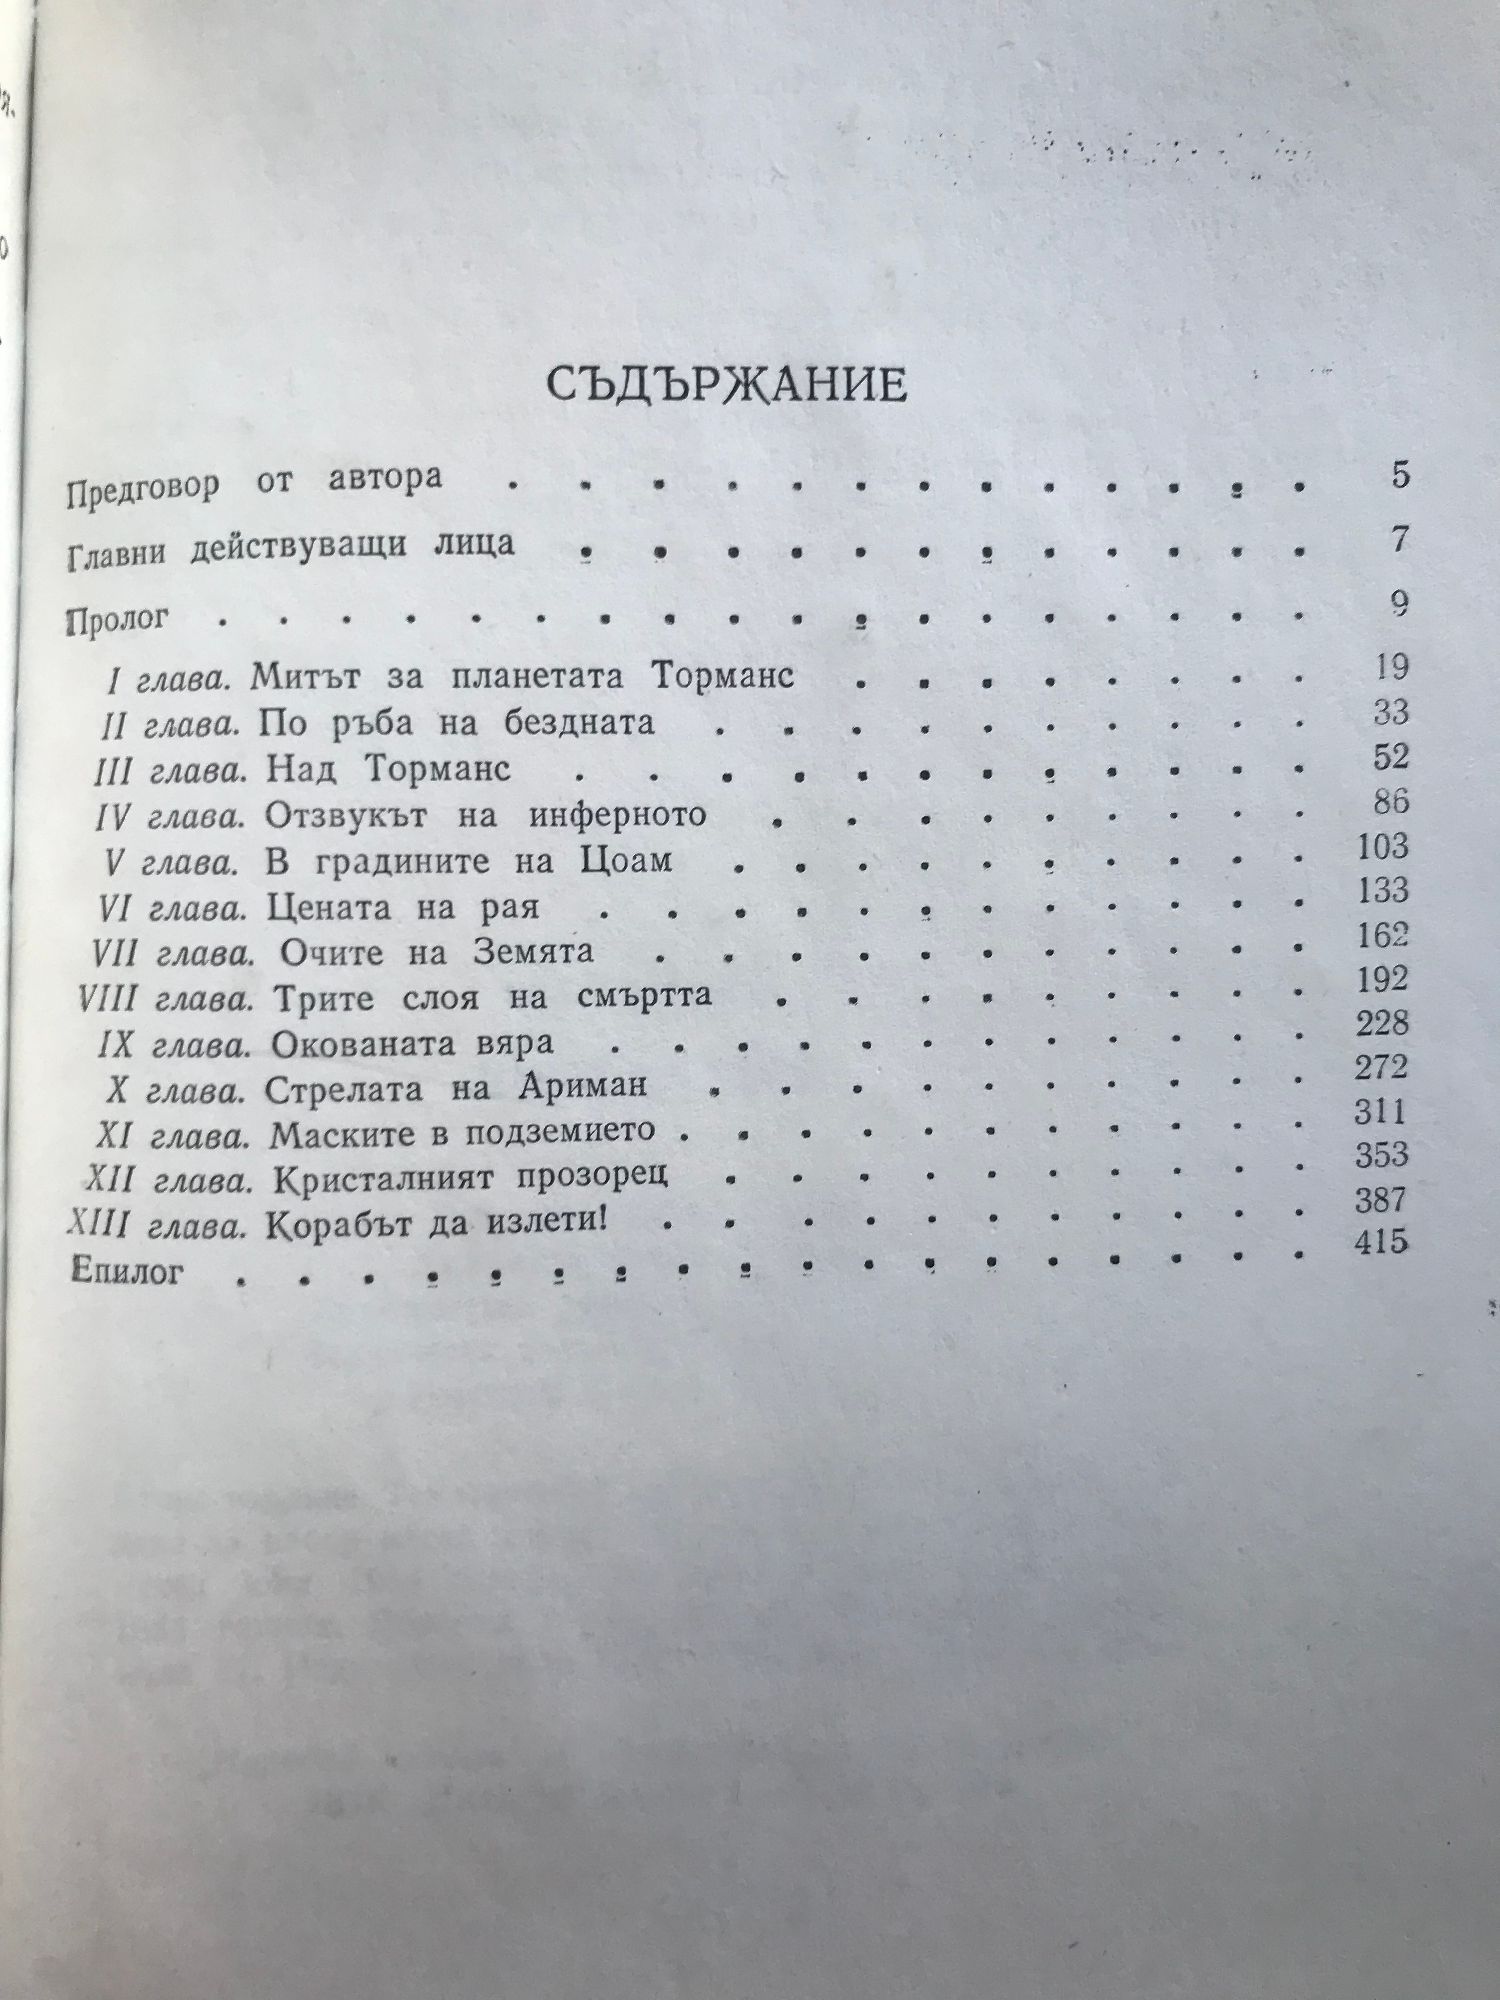 СЪДЪРЖАНИЕ
Предговор от автора . . . . . . . . . . . . . 5
Главни действуващи лица . . . . . . . . . . . . 7
Пролог . . . . . . . . . . . . . . . . . . 9
I глава. Митът за планетата Торманс . . . . . . . . 19
II глава. По ръба на бездната . . . . . . . . . . 33
III глава. Над Торманс . . . . . . . . . . . . 52
IV глава. Отзвукът на инферното . . . . . . . . . 86
V глава. В градините на Цоам . . . . . . . . . . 103
VI глава. Цената на рая . . . . . . . . . . . . 133
VII глава. Очите на Земята . . . . . . . . . . . 162
VIII глава. Трите слоя на смъртта . . . . . . . . . 192
IX глава. Окованата вяра . . . . . . . . . . . . 228
X глава. Стрелата на Ариман . . . . . . . . . . 272
XI глава. Маските в подземието . . . . . . . . . . . 311
XII глава. Кристалният прозорец . . . . . . . . . . 353
XIII глава. Корабът да излети! . . . . . . . . . . . 387
Епилог . . . . . . . . . . . . . . . . . . 415